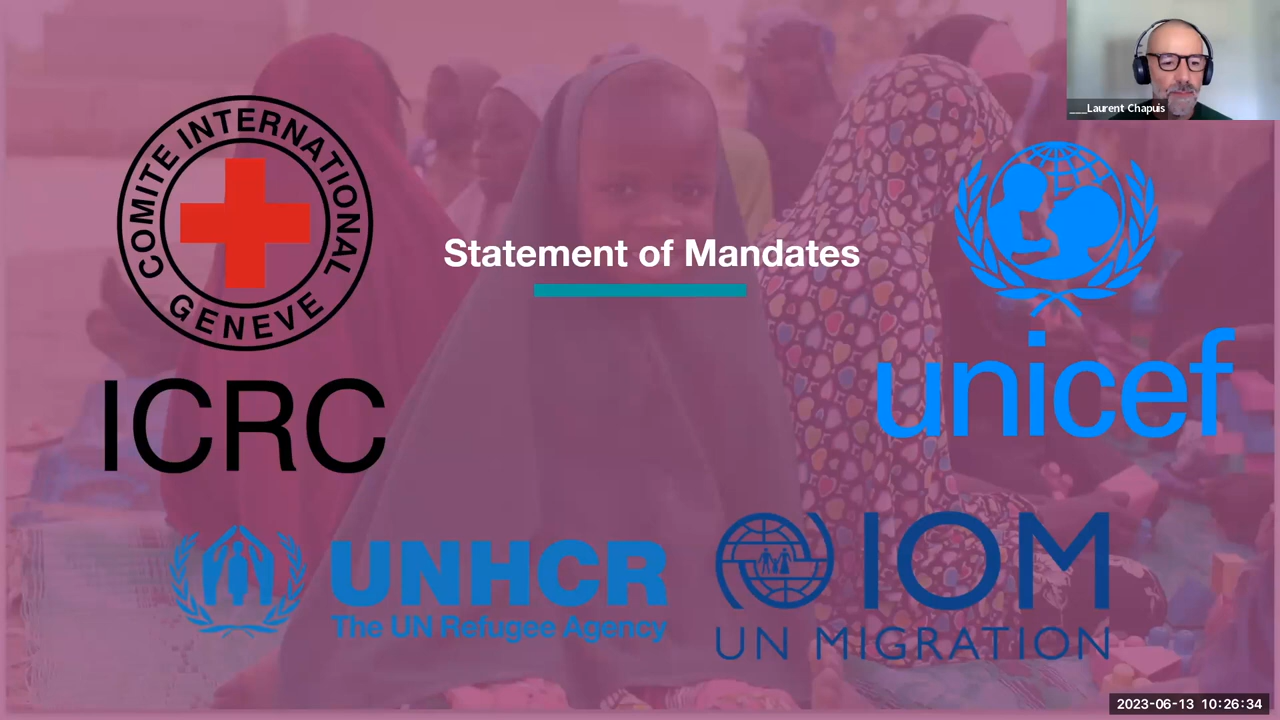 ___Laurent Chapuis
COMITE INTERNATIONAL
GENEVE
ICRC
Statement of Mandates
unicef
UNHCR
The UN Refugee Agency
IOM
UN MIGRATION
2023-06-13 10:26:34